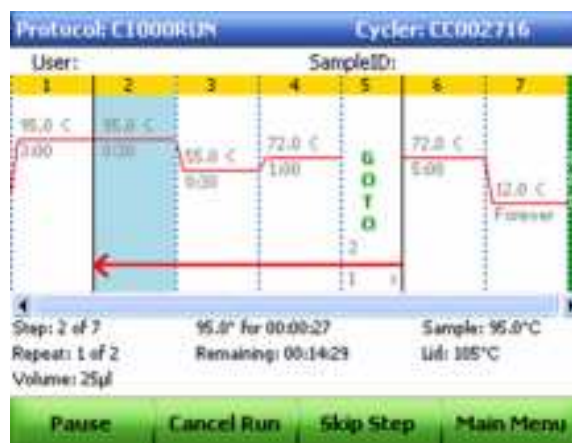 Protocol: C1000RUN Cycler: CC002716
User: SampleID:
1 2 3 4 5 6 7
95.0 C 95.0 C 55.0 C 72.0 C GOTO 72.0 C 12.0 C
3:00 0:30 0:30 1:00 2 5:00 Forever
1
Step: 2 of 7 95.0° for 00:00:27 Sample: 95.0°C
Repeat: 1 of 2 Remaining: 00:14:29 Lid: 105°C
Volume: 25µl
Pause Cancel Run Skip Step Main Menu